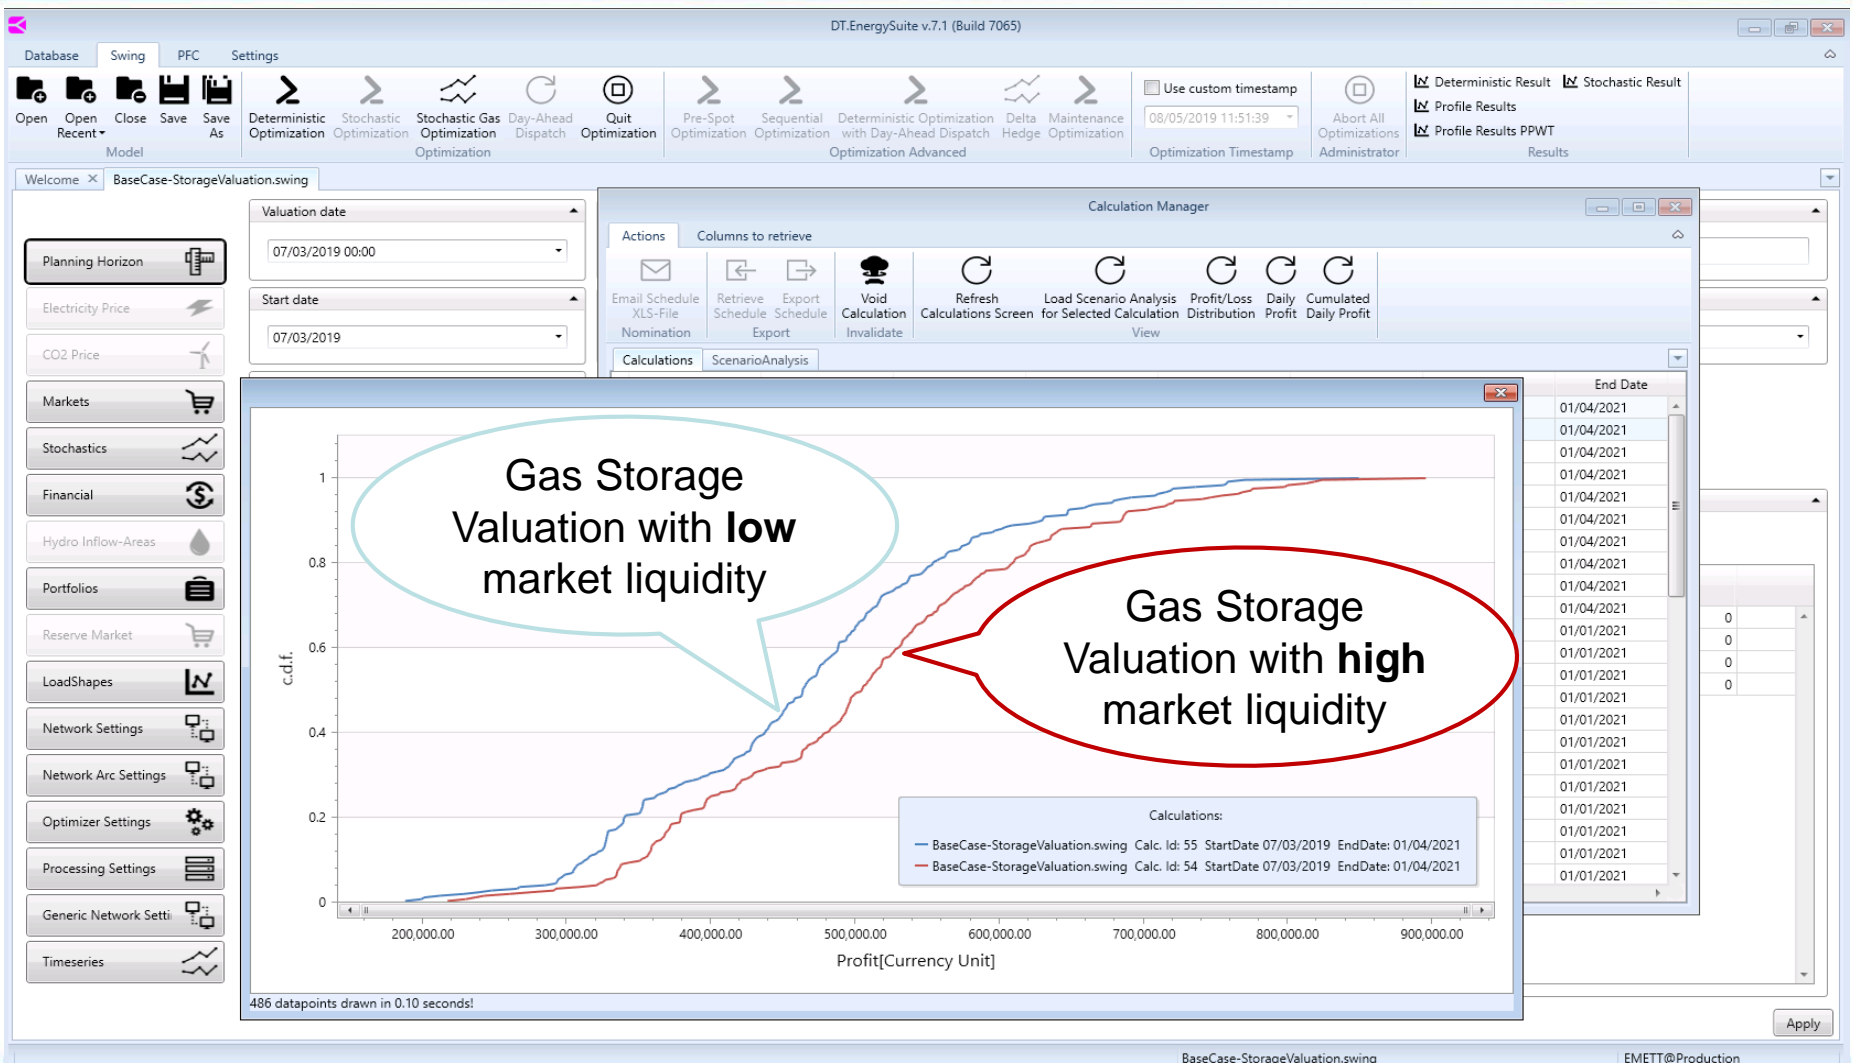 DT.EnergySuite v.7.1 (Build 7065)
Database Swing PFC Settings
Open
Open Recent
Close
Save
Save As
Model
Deterministic Optimization
Stochastic Optimization
Stochastic Gas Optimization
Day-Ahead Dispatch
Quit Optimization
Optimization
Pre-Spot Optimization
Sequential Optimization
Deterministic Optimization with Day-Ahead Dispatch
Delta Hedge
Maintenance Optimization
Optimization Advanced
Use custom timestamp
08/05/2019 11:51:39
Optimization Timestamp
Abort All Optimizations
Administrator
Deterministic Result Stochastic Result
Profile Results
Profile Results PPWT
Results
Welcome BaseCase-StorageValuation.swing
Planning Horizon
Electricity Price
CO2 Price
Markets
Stochastics
Financial
Hydro Inflow-Areas
Portfolios
Reserve Market
LoadShapes
Network Settings
Network Arc Settings
Optimizer Settings
Processing Settings
Generic Network Setti
Timeseries
Valuation date
07/03/2019 00:00
Start date
07/03/2019
Calculation Manager
Actions Columns to retrieve
Email Schedule XLS-File
Nomination
Retrieve Schedule
Export Schedule
Export
Void Calculation
Invalidate
Refresh Calculations Screen
Load Scenario Analysis for Selected Calculation
Profit/Loss Distribution
Daily Profit
Cumulated Daily Profit
View
Calculations ScenarioAnalysis
End Date
01/04/2021
01/04/2021
01/04/2021
01/04/2021
01/04/2021
01/04/2021
01/04/2021
01/04/2021
01/04/2021
01/04/2021
01/01/2021
01/01/2021
01/01/2021
01/01/2021
01/01/2021
01/01/2021
01/01/2021
01/01/2021
01/01/2021
01/01/2021
01/01/2021
01/01/2021
0
0
0
0
Gas Storage
Valuation with low
market liquidity
Gas Storage
Valuation with high
market liquidity
c.d.f.
1
0.8
0.6
0.4
0.2
0
Calculations:
BaseCase-StorageValuation.swing Calc. Id: 55 StartDate 07/03/2019 EndDate: 01/04/2021
BaseCase-StorageValuation.swing Calc. Id: 54 StartDate 07/03/2019 EndDate: 01/04/2021
200,000.00 300,000.00 400,000.00 500,000.00 600,000.00 700,000.00 800,000.00 900,000.00
Profit[Currency Unit]
486 datapoints drawn in 0.10 seconds!
Apply
BaseCase-StorageValuation.swing EMETT@Production